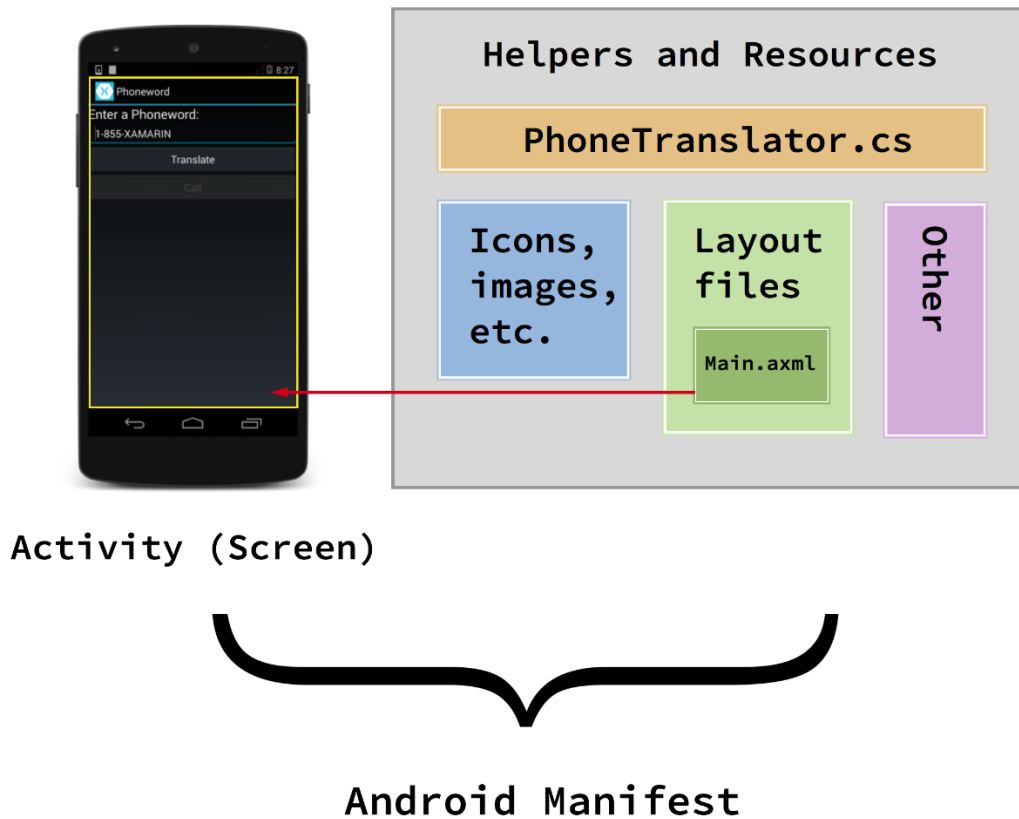 8:27
Phoneword
Enter a Phoneword:
1-855-XAMARIN
Translate
Call
Helpers and Resources
PhoneTranslator.cs
Icons,
images,
etc.
Layout
files
Main.axml
Other
Activity (Screen)
Android Manifest